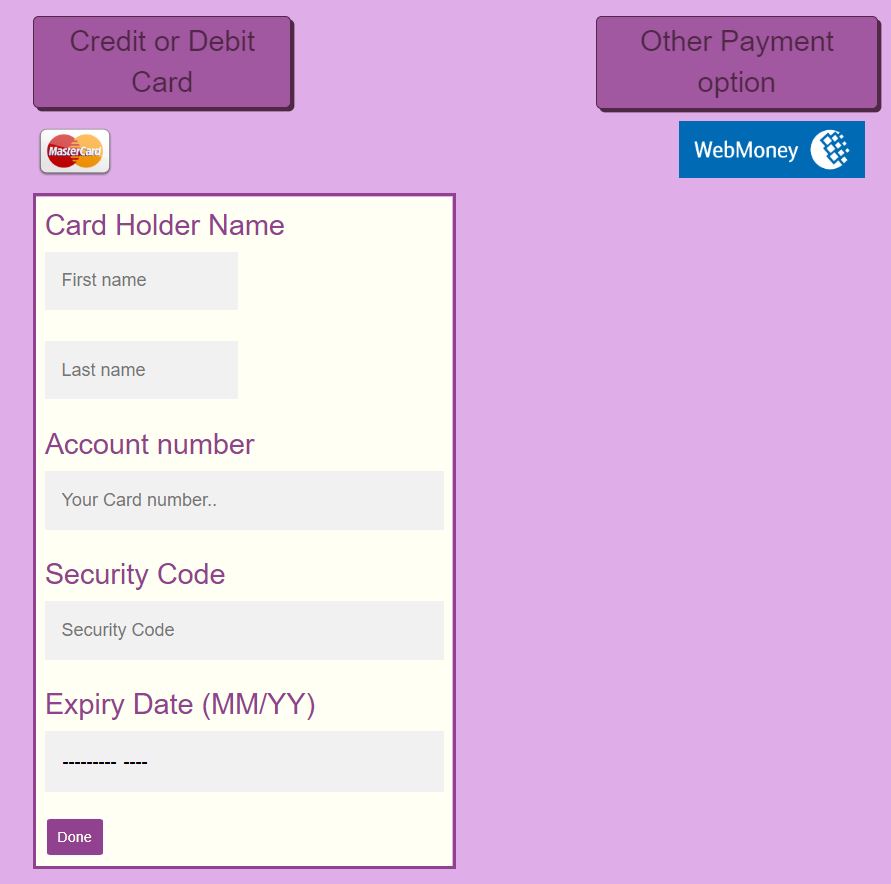 Credit or Debit
Card
Other Payment
option
MasterCard
WebMoney
Card Holder Name
First name
Last name
Account number
Your Card number..
Security Code
Security Code
Expiry Date (MM/YY)
--------- ----
Done